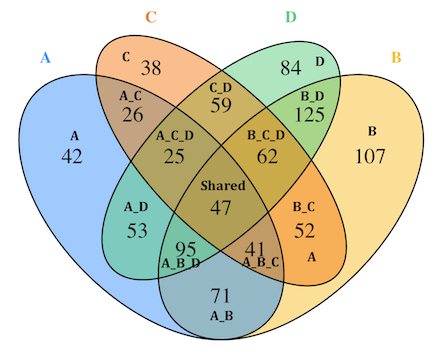 C D
A B
C 38 84 D
A_C 26
C_D 59
B_D 125
A 42
A_C_D 25
B_C_D 62
B 107
Shared 47
A_D 53
B_C 52
A
95 A_B_D
41 A_B_C
71 A_B